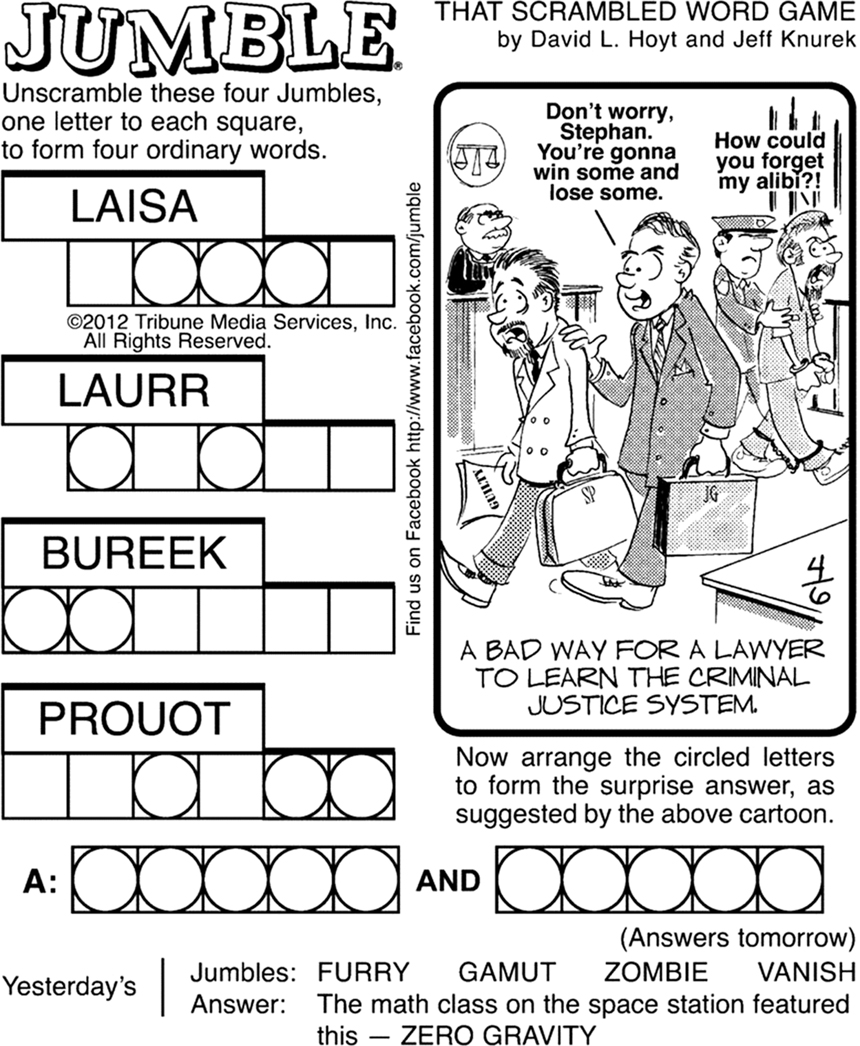 JUMBLE®
THAT SCRAMBLED WORD GAME
by David L. Hoyt and Jeff Knurek
Unscramble these four Jumbles,
one letter to each square,
to form four ordinary words.
LAISA
©2012 Tribune Media Services, Inc.
All Rights Reserved.
LAURR
BUREEK
PROUOT
Find us on Facebook http://www.facebook.com/jumble
Don't worry,
Stephan.
You're gonna
win some and
lose some.
How could
you forget
my alibi?!
GUILTY
SP
JG
4/6
A BAD WAY FOR A LAWYER
TO LEARN THE CRIMINAL
JUSTICE SYSTEM.
Now arrange the circled letters
to form the surprise answer, as
suggested by the above cartoon.
A: AND
(Answers tomorrow)
Yesterday's
Jumbles: FURRY GAMUT ZOMBIE VANISH
Answer: The math class on the space station featured
this — ZERO GRAVITY